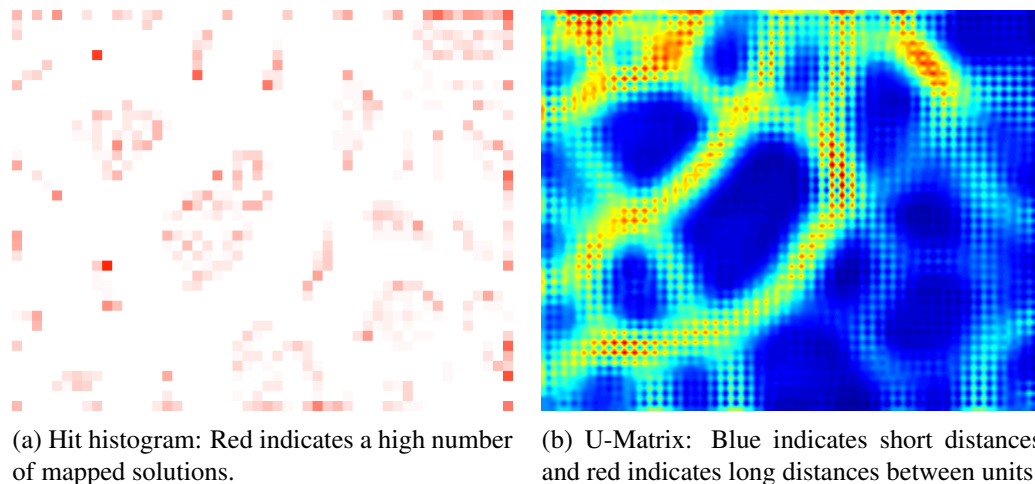 (a) Hit histogram: Red indicates a high number
of mapped solutions.
(b) U-Matrix: Blue indicates short distances
and red indicates long distances between units